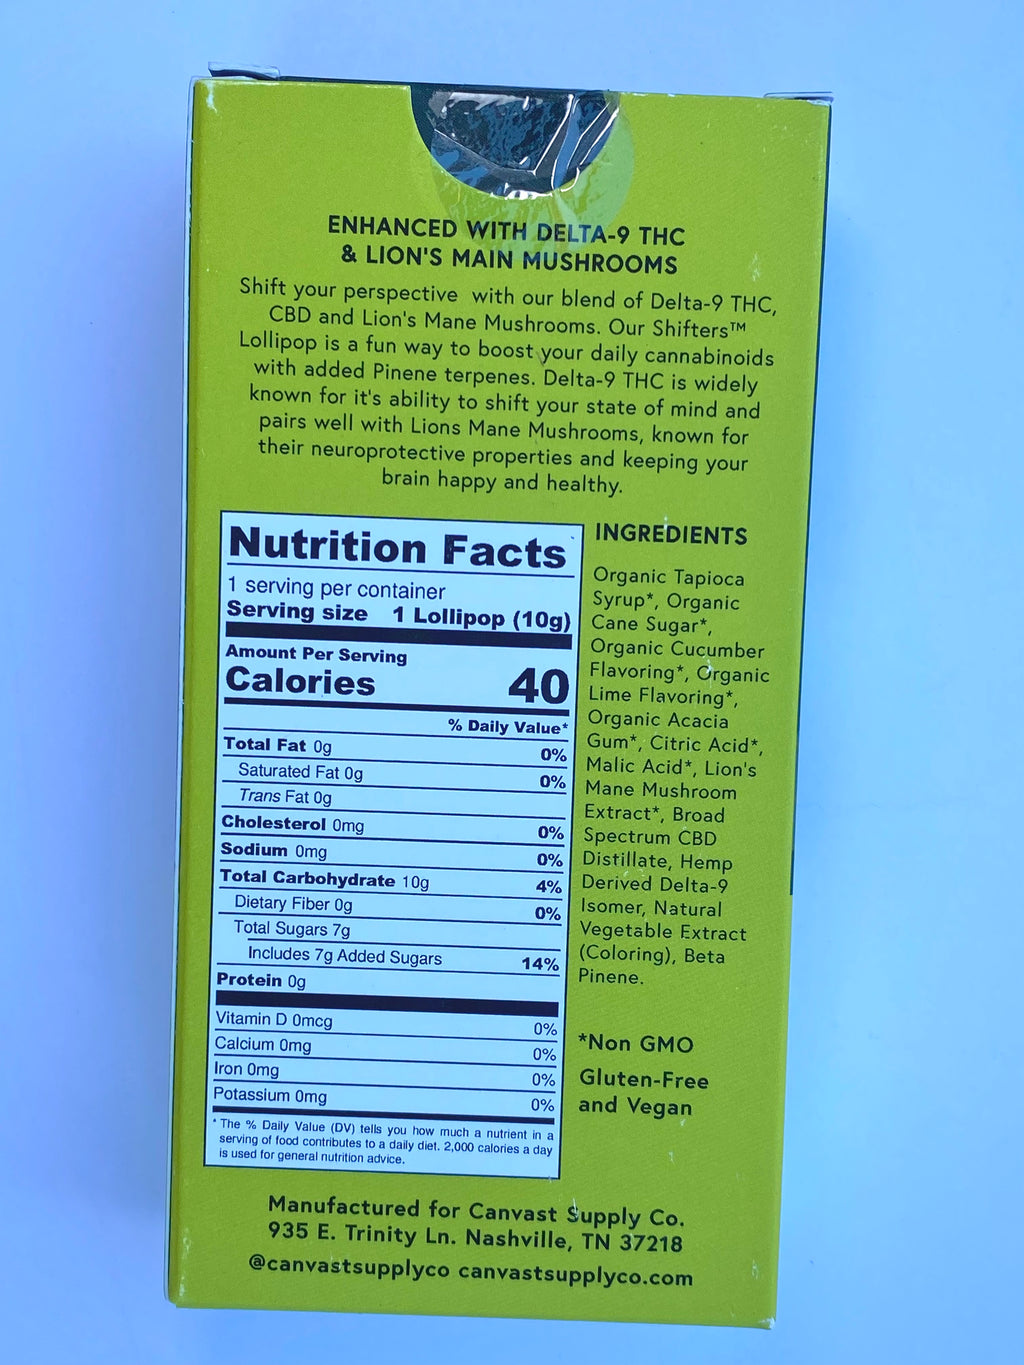 ENHANCED WITH DELTA-9 THC
& LION'S MAIN MUSHROOMS
Shift your perspective with our blend of Delta-9 THC,
CBD and Lion's Mane Mushrooms. Our Shifters™
Lollipop is a fun way to boost your daily cannabinoids
with added Pinene terpenes. Delta-9 THC is widely
known for it's ability to shift your state of mind and
pairs well with Lions Mane Mushrooms, known for
their neuroprotective properties and keeping your
brain happy and healthy.
Nutrition Facts
1 serving per container
Serving size 1 Lollipop (10g)
Amount Per Serving
Calories 40
% Daily Value*
Total Fat 0g 0%
Saturated Fat 0g 0%
Trans Fat 0g
Cholesterol 0mg 0%
Sodium 0mg 0%
Total Carbohydrate 10g 4%
Dietary Fiber 0g 0%
Total Sugars 7g
Includes 7g Added Sugars 14%
Protein 0g
Vitamin D 0mcg 0%
Calcium 0mg 0%
Iron 0mg 0%
Potassium 0mg 0%
* The % Daily Value (DV) tells you how much a nutrient in a
serving of food contributes to a daily diet. 2,000 calories a day
is used for general nutrition advice.
INGREDIENTS
Organic Tapioca
Syrup*, Organic
Cane Sugar*,
Organic Cucumber
Flavoring*, Organic
Lime Flavoring*,
Organic Acacia
Gum*, Citric Acid*,
Malic Acid*, Lion's
Mane Mushroom
Extract*, Broad
Spectrum CBD
Distillate, Hemp
Derived Delta-9
Isomer, Natural
Vegetable Extract
(Coloring), Beta
Pinene.
*Non GMO
Gluten-Free
and Vegan
Manufactured for Canvast Supply Co.
935 E. Trinity Ln. Nashville, TN 37218
@canvastsupplyco canvastsupplyco.com